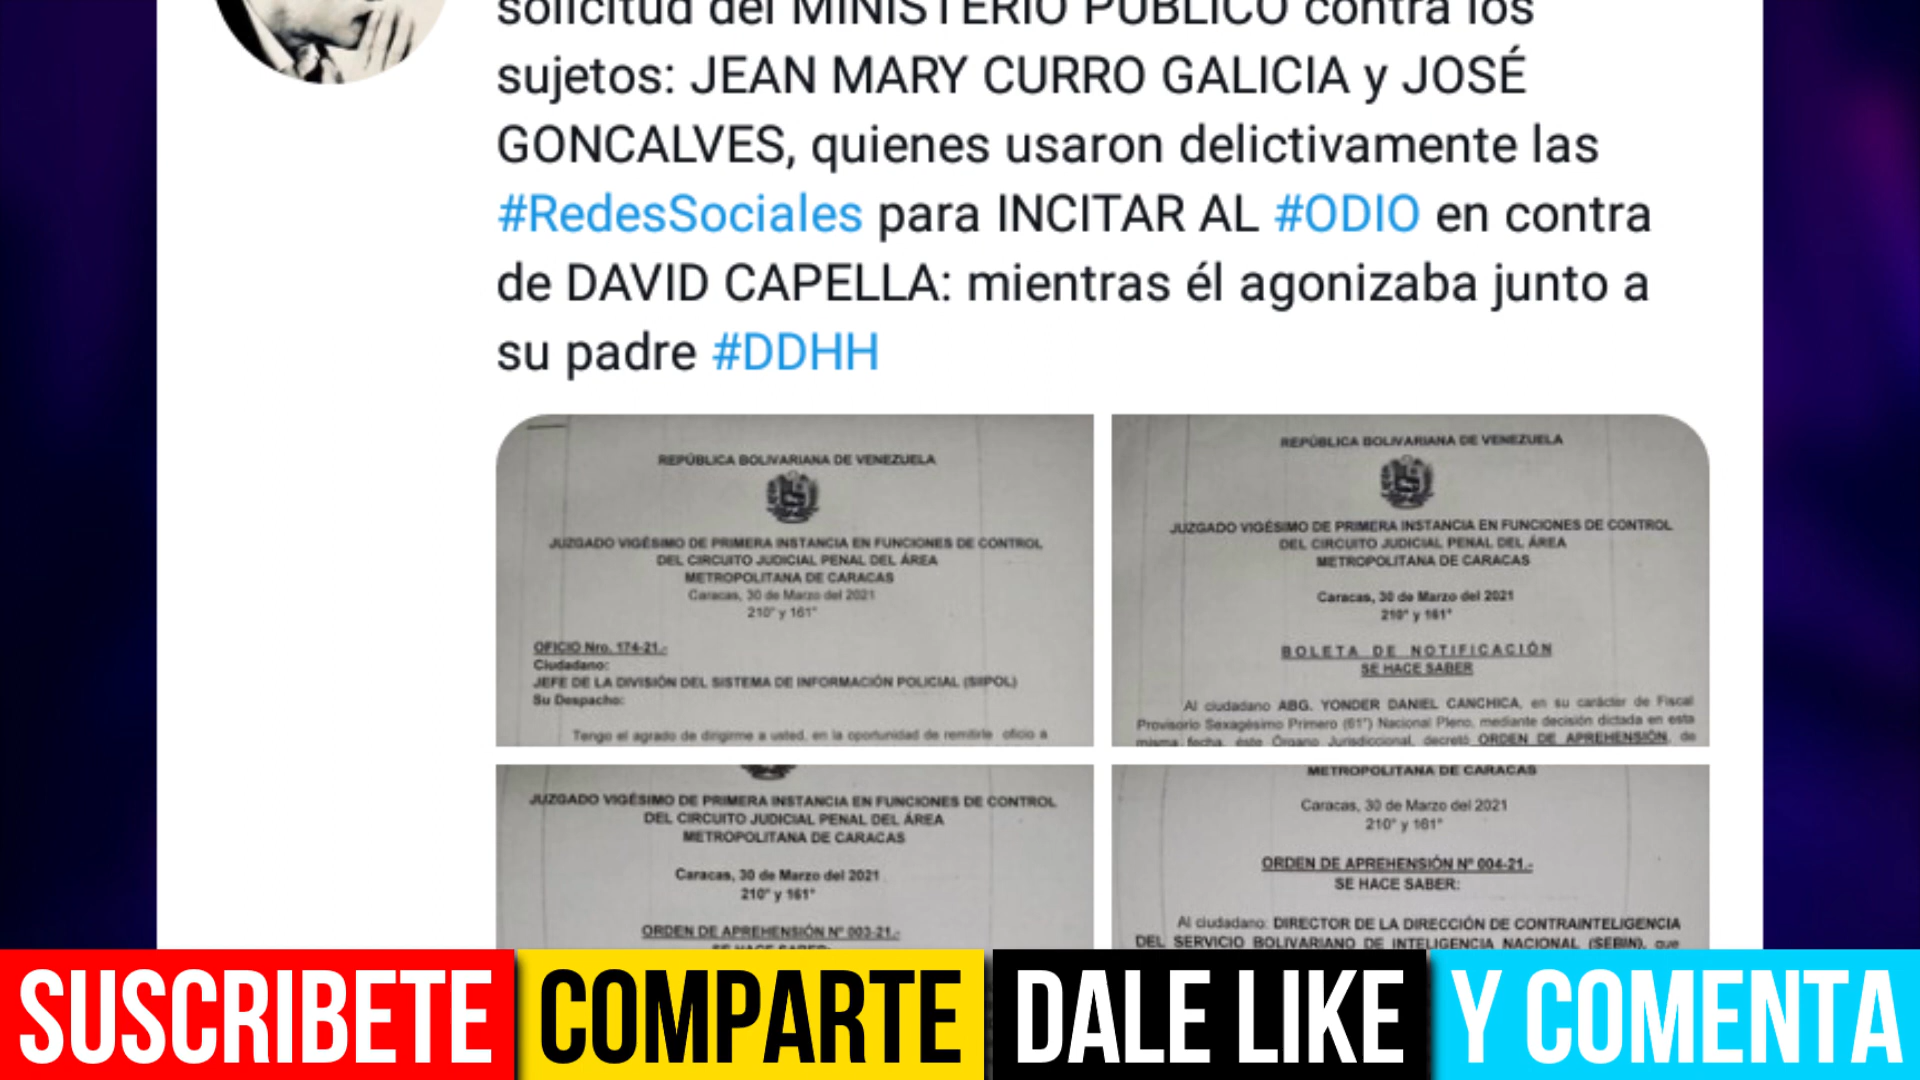 solicitud del MINISTERIO PÚBLICO contra los
sujetos: JEAN MARY CURRO GALICIA y JOSÉ
GONCALVES, quienes usaron delictivamente las
#RedesSociales para INCITAR AL #ODIO en contra
de DAVID CAPELLA: mientras él agonizaba junto a
su padre #DDHH
REPÚBLICA BOLIVARIANA DE VENEZUELA
JUZGADO VIGÉSIMO DE PRIMERA INSTANCIA EN FUNCIONES DE CONTROL
DEL CIRCUITO JUDICIAL PENAL DEL ÁREA
METROPOLITANA DE CARACAS
Caracas, 30 de Marzo del 2021
210° y 161°
OFICIO Nro. 174-21.-
Ciudadano:
JEFE DE LA DIVISIÓN DEL SISTEMA DE INFORMACIÓN POLICIAL (SIIPOL)
Su Despacho:
Tengo el agrado de dirigirme a usted, en la oportunidad de remitirle oficio a
REPÚBLICA BOLIVARIANA DE VENEZUELA
JUZGADO VIGÉSIMO DE PRIMERA INSTANCIA EN FUNCIONES DE CONTROL
DEL CIRCUITO JUDICIAL PENAL DEL ÁREA
METROPOLITANA DE CARACAS
Caracas, 30 de Marzo del 2021
210° y 161°
BOLETA DE NOTIFICACIÓN
SE HACE SABER
Al ciudadano ABG. YONDER DANIEL CANCHICA, en su carácter de Fiscal
Provisorio Sexagésimo Primero (61°) Nacional Pleno, mediante decisión dictada en esta
misma fecha, este Órgano Jurisdiccional, decretó ORDEN DE APREHENSIÓN, de
JUZGADO VIGÉSIMO DE PRIMERA INSTANCIA EN FUNCIONES DE CONTROL
DEL CIRCUITO JUDICIAL PENAL DEL ÁREA
METROPOLITANA DE CARACAS
Caracas, 30 de Marzo del 2021
210° y 161°
ORDEN DE APREHENSIÓN Nº 003-21.-
SE HACE SABER:
METROPOLITANA DE CARACAS
Caracas, 30 de Marzo del 2021
210° y 161°
ORDEN DE APREHENSIÓN Nº 004-21.-
SE HACE SABER:
Al ciudadano: DIRECTOR DE LA DIRECCIÓN DE CONTRAINTELIGENCIA
DEL SERVICIO BOLIVARIANO DE INTELIGENCIA NACIONAL (SEBIN), que
SUSCRIBETE COMPARTE DALE LIKE Y COMENTA